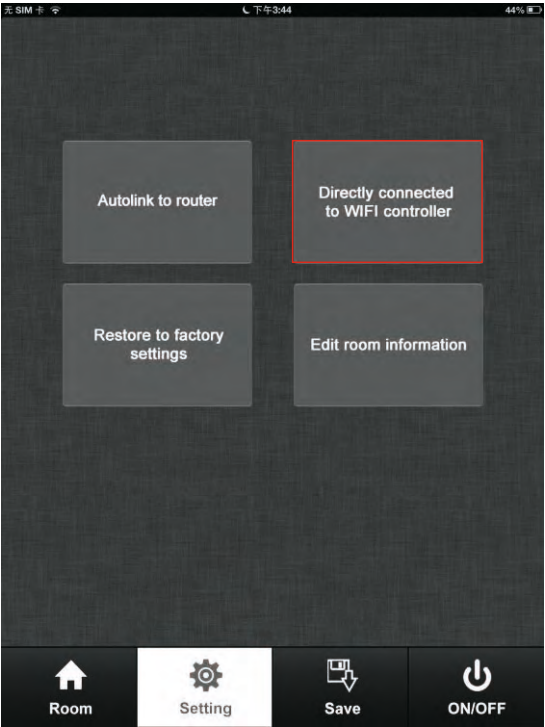 无 SIM 卡 下午3:44 44%
Autolink to router
Directly connected
to WIFI controller
Restore to factory
settings
Edit room information
Room Setting Save ON/OFF